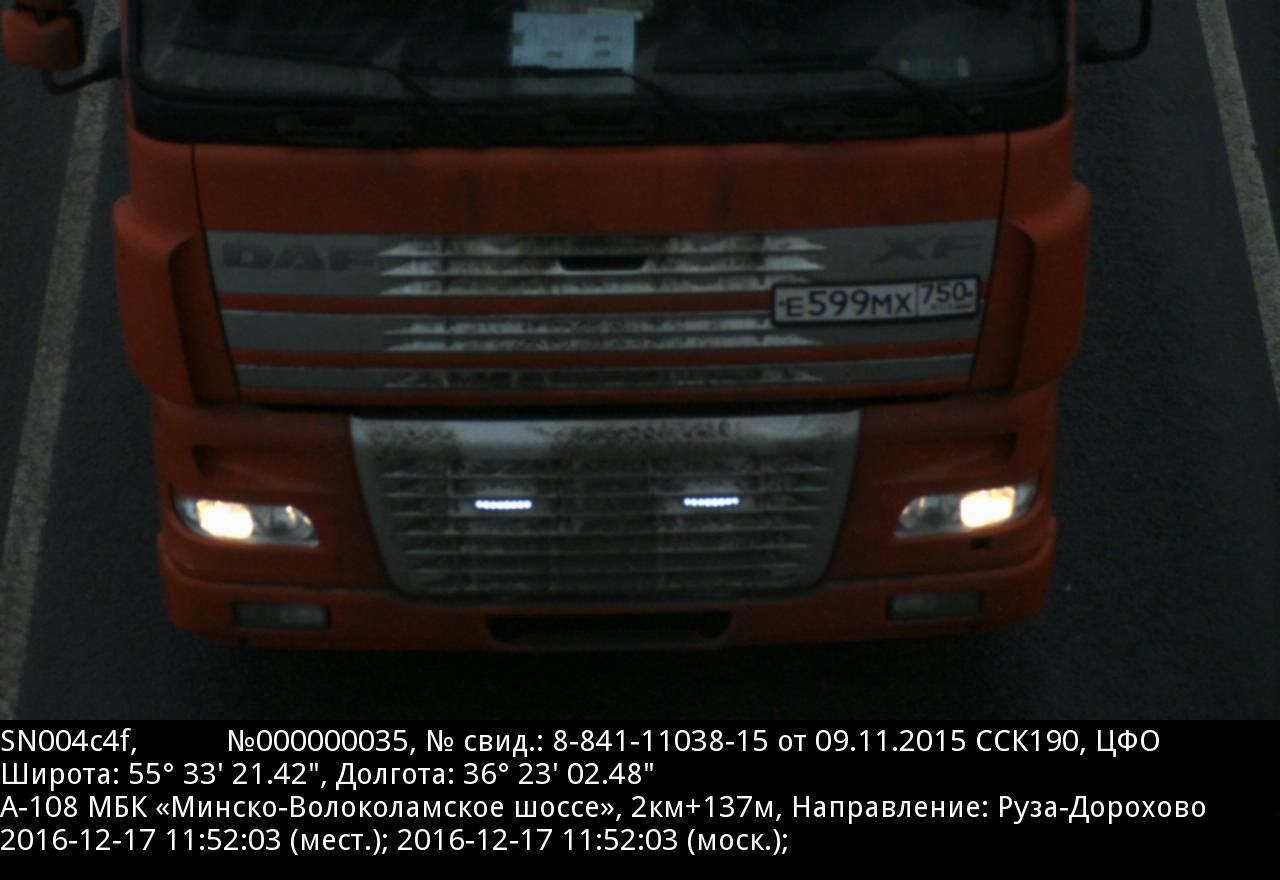 DAF XF
Е599МХ 750
SN004c4f, №000000035, № свид.: 8-841-11038-15 от 09.11.2015 ССК190, ЦФО
Широта: 55° 33' 21.42", Долгота: 36° 23' 02.48"
А-108 МБК «Минско-Волоколамское шоссе», 2км+137м, Направление: Руза-Дорохово
2016-12-17 11:52:03 (мест.); 2016-12-17 11:52:03 (моск.);